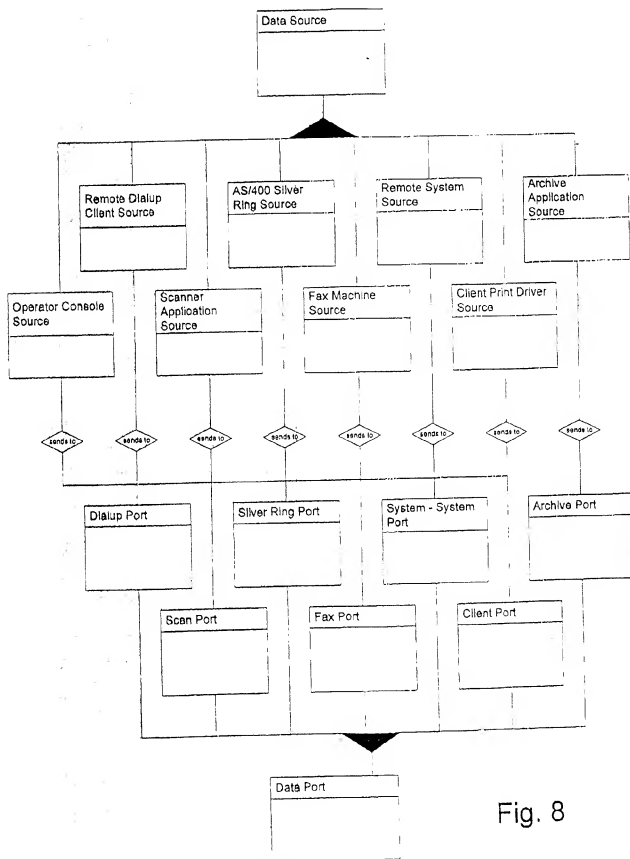 Data Source
Remote Dialup
Client Source
AS/400 Silver
Ring Source
Remote System
Source
Archive
Application
Source
Operator Console
Source
Scanner
Application
Source
Fax Machine
Source
Client Print Driver
Source
sends to
sends to
sends to
sends to
sends to
sends to
sends to
sends to
Dialup Port
Silver Ring Port
System - System
Port
Archive Port
Scan Port
Fax Port
Client Port
Data Port
Fig. 8